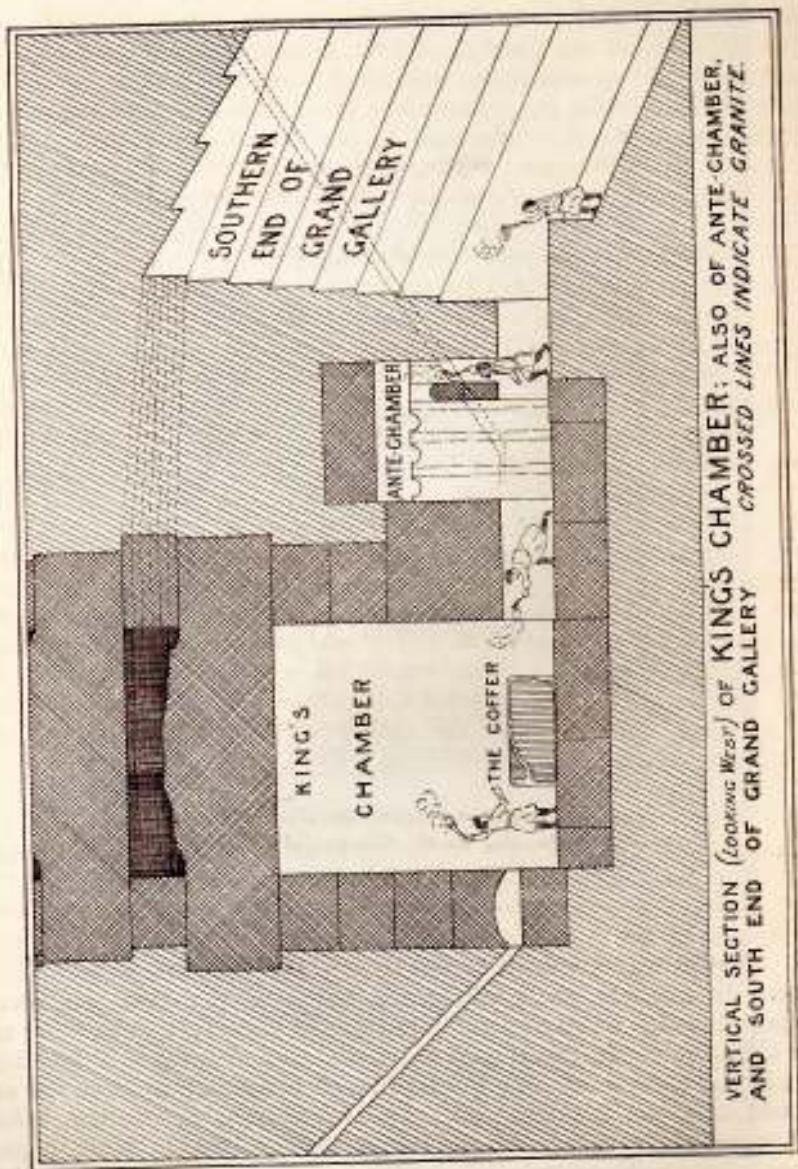 SOUTHERN
END OF
GRAND
GALLERY
ANTE-CHAMBER
KING'S
CHAMBER
THE COFFER
VERTICAL SECTION (LOOKING WEST) OF KINGS CHAMBER; ALSO OF ANTE-CHAMBER,
AND SOUTH END OF GRAND GALLERY CROSSED LINES INDICATE GRANITE.